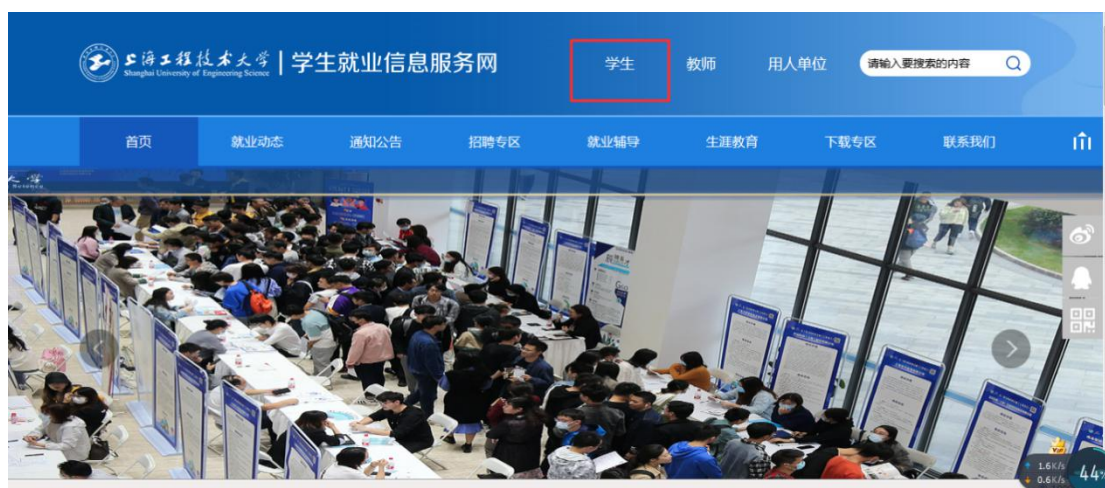 上海工程技术大学 | 学生就业信息服务网
Shanghai University of Engineering Science
学生
教师
用人单位
请输入要搜索的内容
首页
就业动态
通知公告
招聘专区
就业辅导
生涯教育
下载专区
联系我们
1.6K/s
0.6K/s
44%